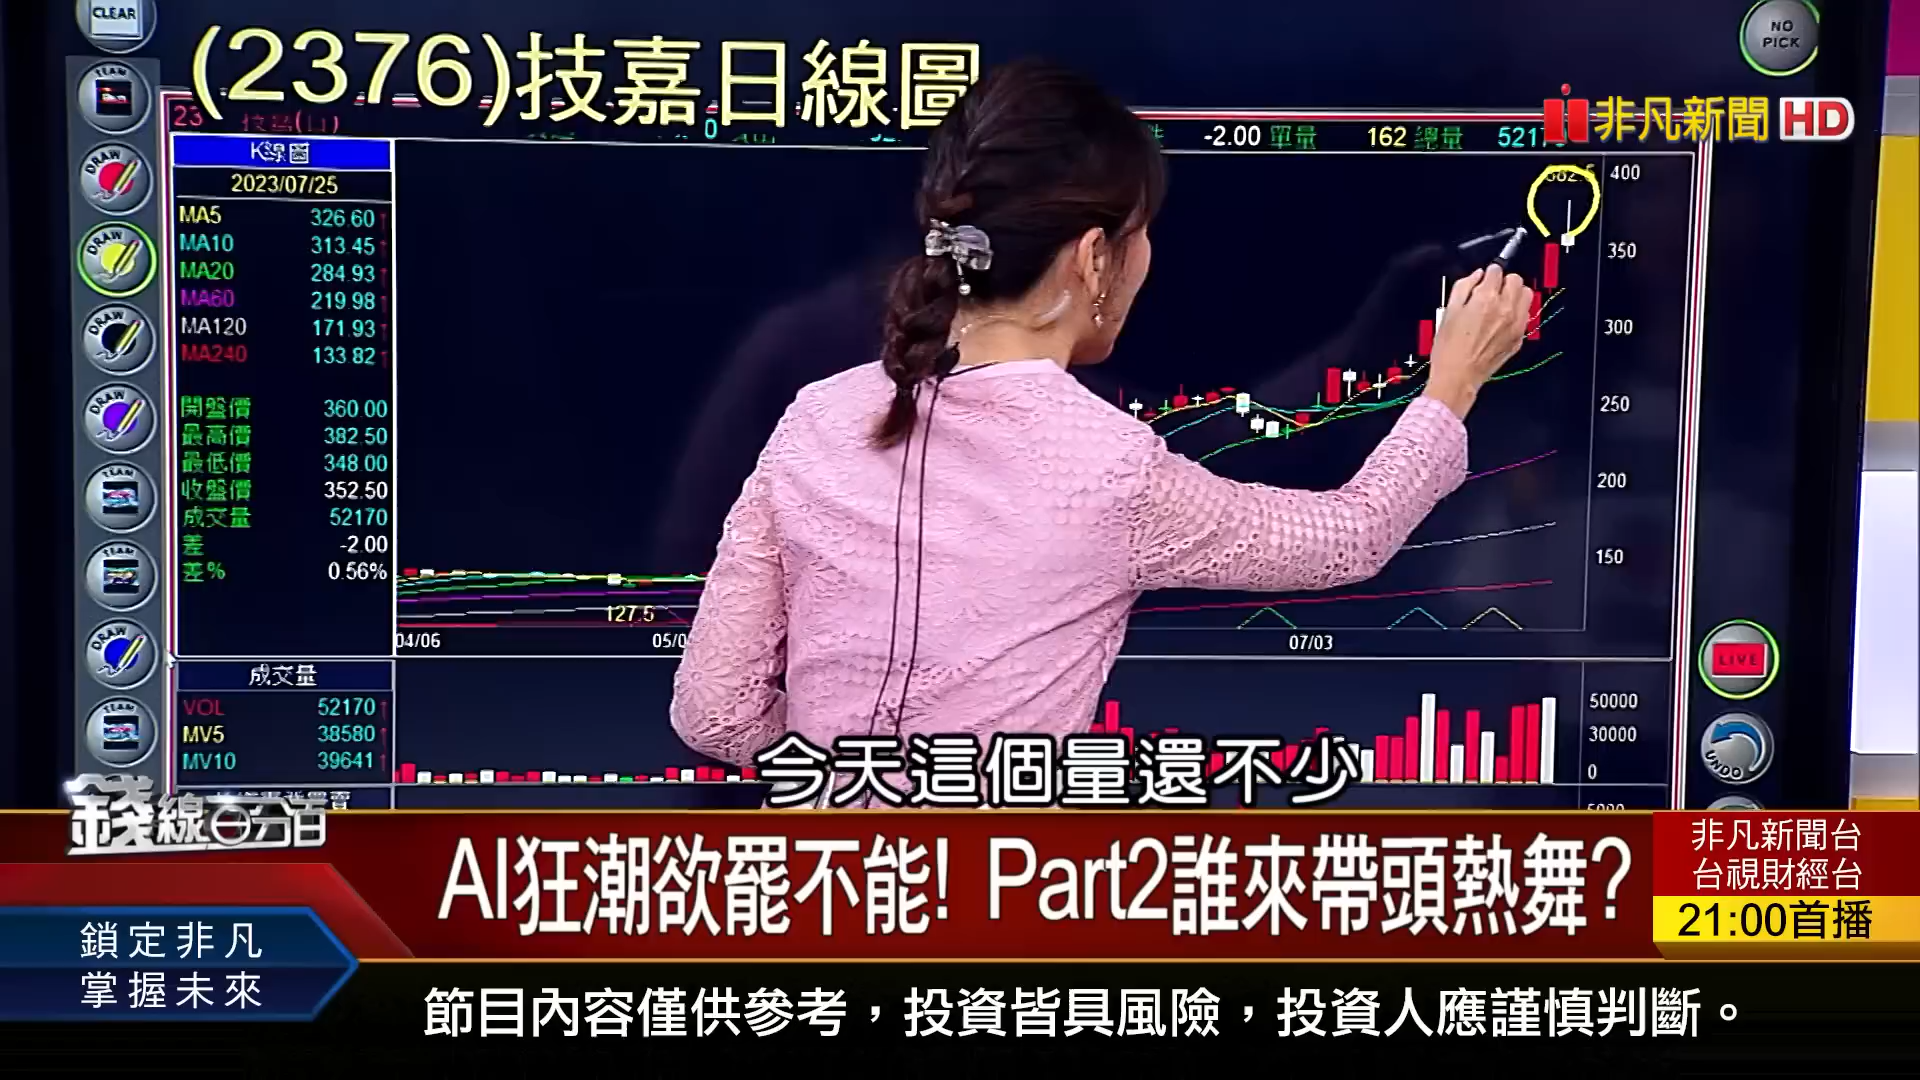 CLEAR
NO
PICK
(2376)技嘉日線圖
非凡新聞 HD
-2.00 單量 162 總量
K線圖
2023/07/25
MA5 326.60
MA10 313.45
MA20 284.93
MA60 219.98
MA120 171.93
MA240 133.82
開盤價 360.00
最高價 382.50
最低價 348.00
收盤價 352.50
成交量 52170
差 -2.00
差% 0.56%
400
350
300
250
200
150
127.5
04/06
07/03
成交量
VOL 52170
MV5 38580
MV10 39641
50000
30000
0
TEAM
DRAW
DRAW
DRAW
DRAW
TEAM
TEAM
DRAW
TEAM
LIVE
UNDO
今天這個量還不少
錢線百分百
AI狂潮欲罷不能! Part2誰來帶頭熱舞?
非凡新聞台
台視財經台
21:00首播
鎖定非凡
掌握未來
節目內容僅供參考，投資皆具風險，投資人應謹慎判斷。